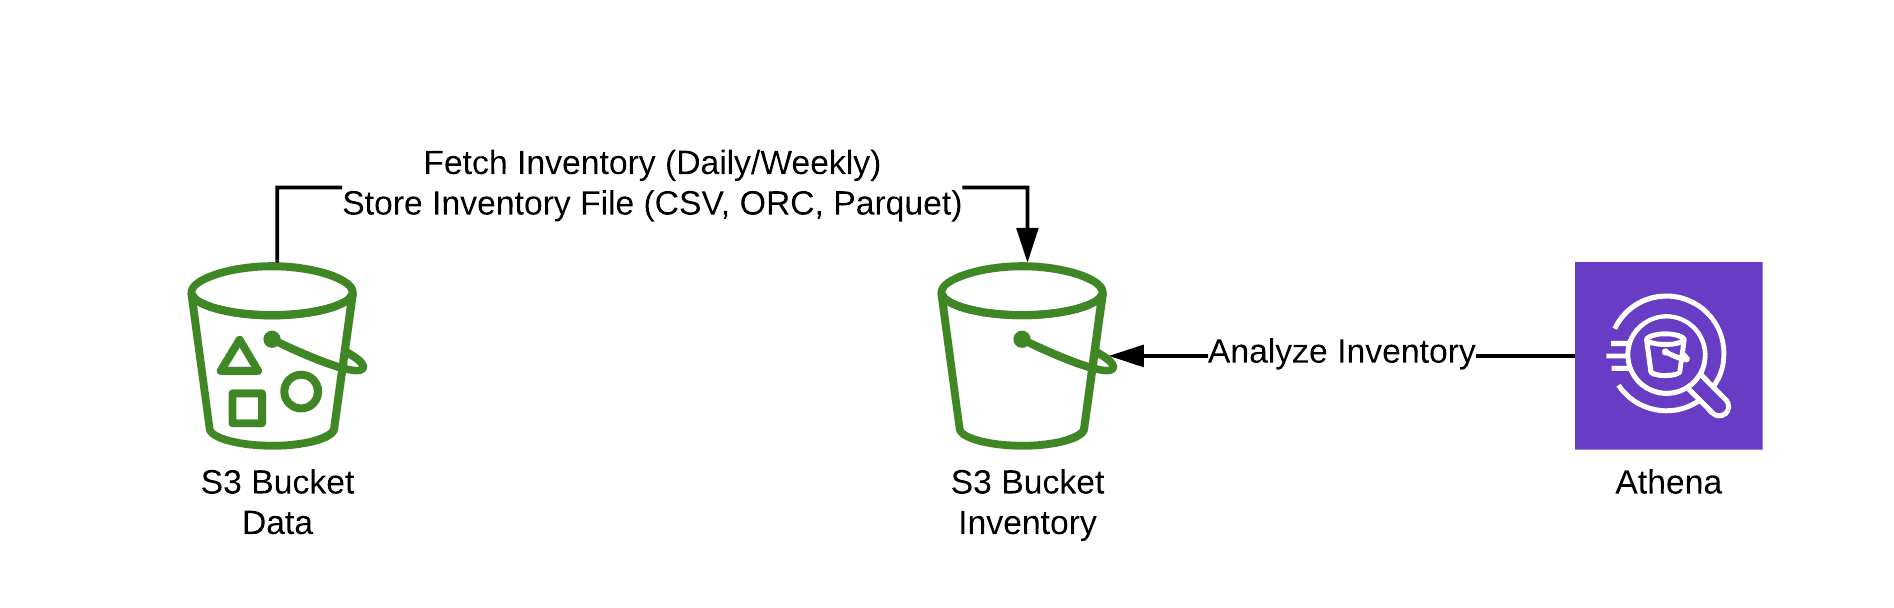 Fetch Inventory (Daily/Weekly)
Store Inventory File (CSV, ORC, Parquet)
Analyze Inventory
S3 Bucket
Data
S3 Bucket
Inventory
Athena